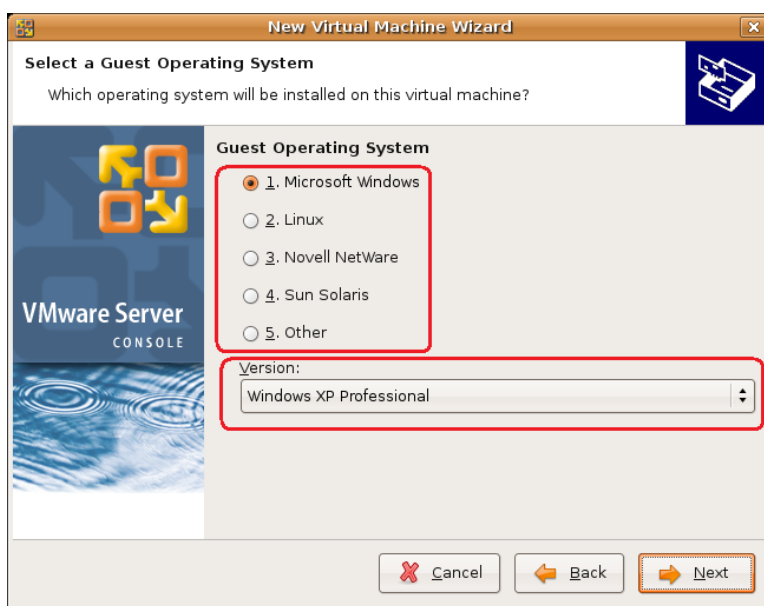 New Virtual Machine Wizard
Select a Guest Operating System
Which operating system will be installed on this virtual machine?
VMware Server
CONSOLE
Guest Operating System
1. Microsoft Windows
2. Linux
3. Novell NetWare
4. Sun Solaris
5. Other
Version:
Windows XP Professional
Cancel
Back
Next